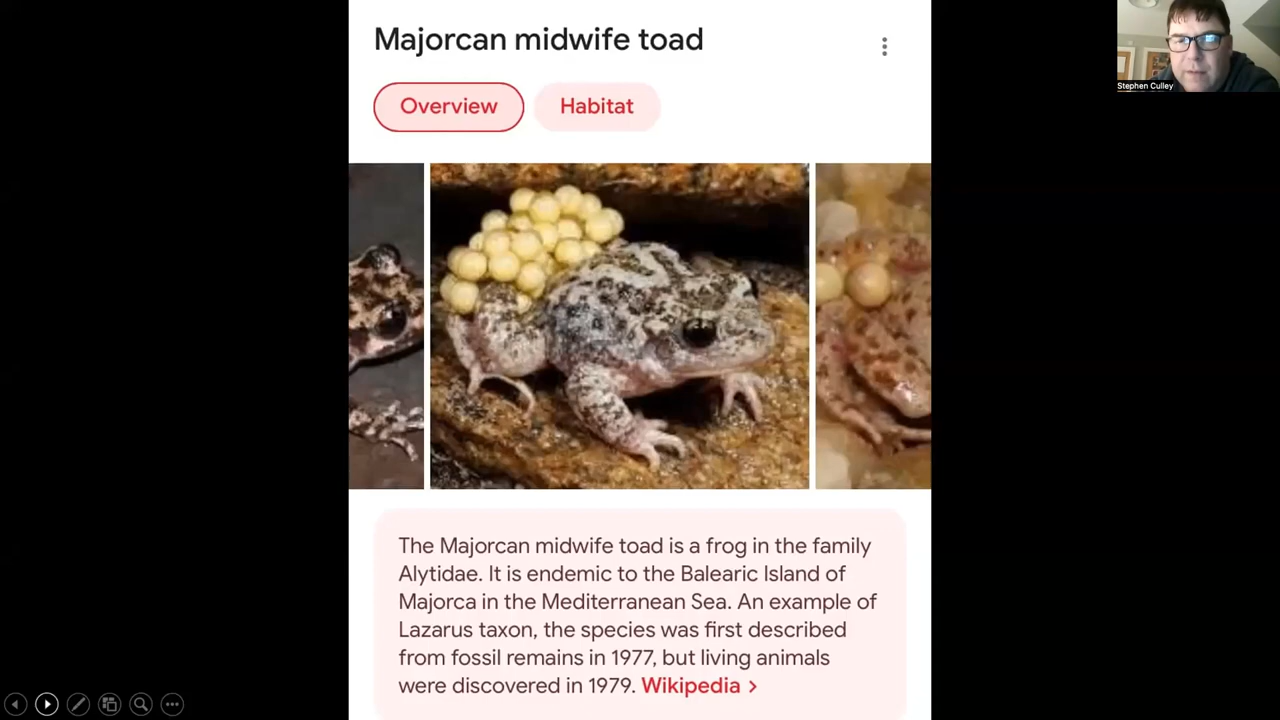 Majorcan midwife toad
Overview
Habitat
Stephen Culley
The Majorcan midwife toad is a frog in the family
Alytidae. It is endemic to the Balearic Island of
Majorca in the Mediterranean Sea. An example of
Lazarus taxon, the species was first described
from fossil remains in 1977, but living animals
were discovered in 1979. Wikipedia >